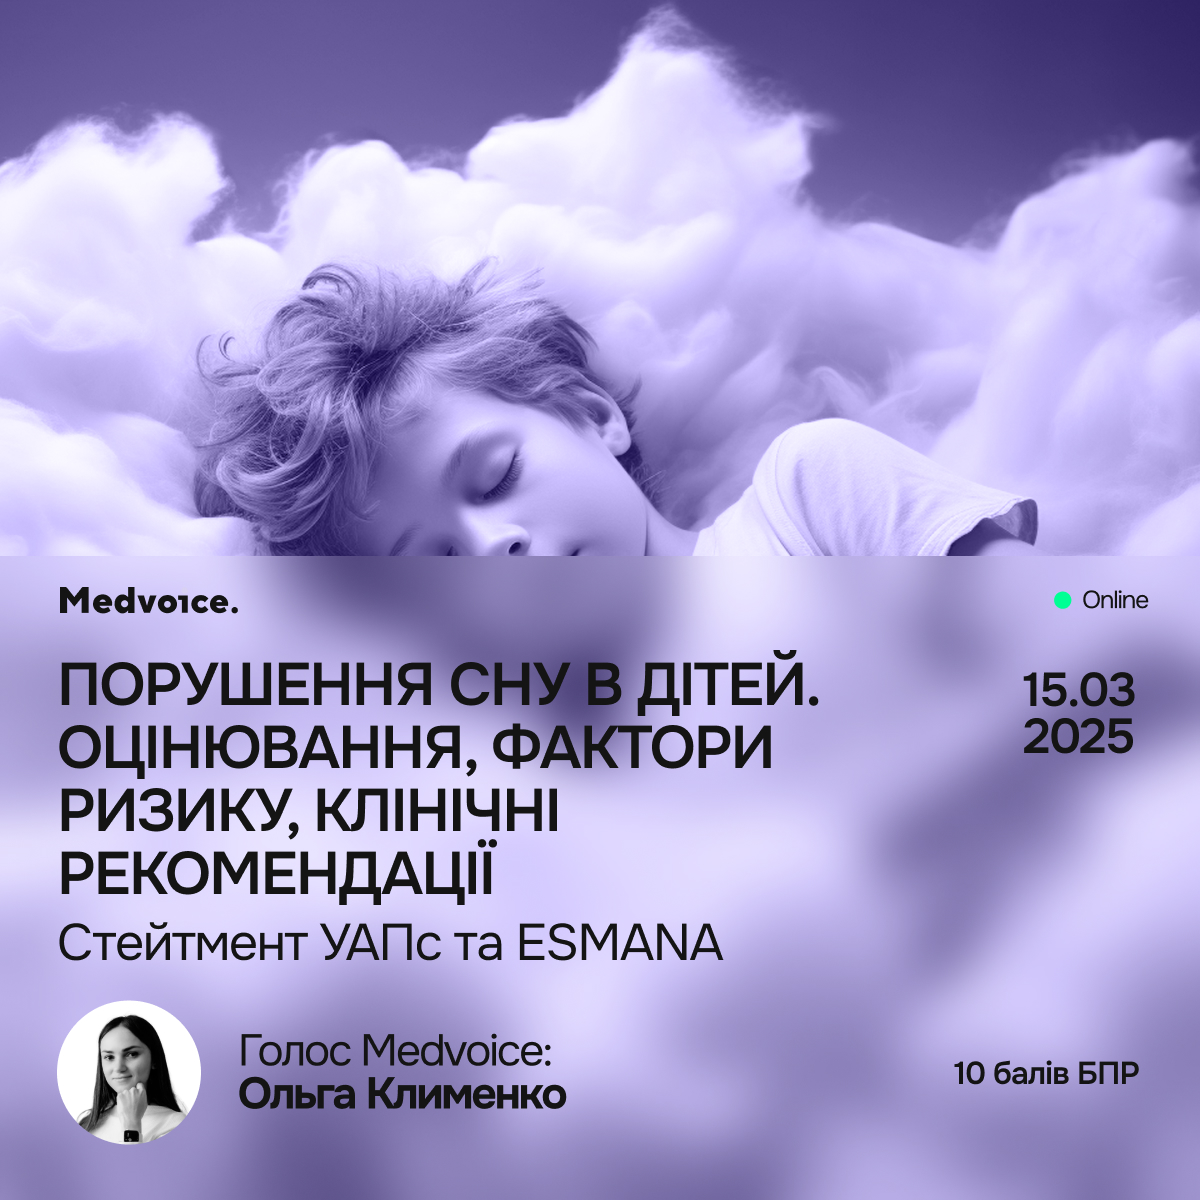 Medvoice.
Online
ПОРУШЕННЯ СНУ В ДІТЕЙ.
ОЦІНЮВАННЯ, ФАКТОРИ
РИЗИКУ, КЛІНІЧНІ
РЕКОМЕНДАЦІЇ
15.03
2025
Стейтмент УАПс та ESMANA
Голос Medvoice:
Ольга Клименко
10 балів БПР